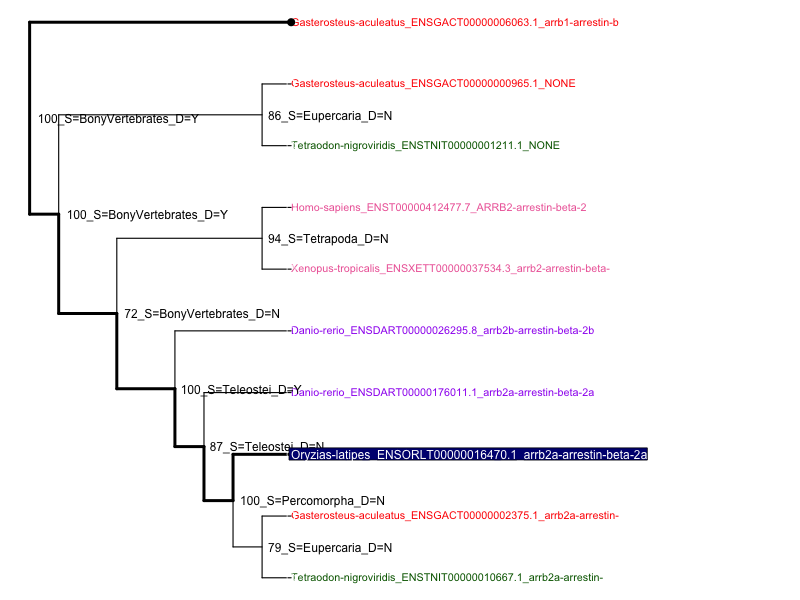 Gasterosteus-aculeatus_ENSGACT00000006063.1_arrb1-arrestin-b
Gasterosteus-aculeatus_ENSGACT00000000965.1_NONE
86_S=Eupercaria_D=N
100_S=BonyVertebrates_D=Y
Tetraodon-nigroviridis_ENSTNIT00000001211.1_NONE
Homo-sapiens_ENST00000412477.7_ARRB2-arrestin-beta-2
100_S=BonyVertebrates_D=Y
94_S=Tetrapoda_D=N
Xenopus-tropicalis_ENSXETT00000037534.3_arrb2-arrestin-beta-
72_S=BonyVertebrates_D=N
Danio-rerio_ENSDART00000026295.8_arrb2b-arrestin-beta-2b
100_S=Teleostei_D=Y
Danio-rerio_ENSDART00000176011.1_arrb2a-arrestin-beta-2a
87_S=Teleostei_D=N
Oryzias-latipes_ENSORLT00000016470.1_arrb2a-arrestin-beta-2a
100_S=Percomorpha_D=N
Gasterosteus-aculeatus_ENSGACT00000002375.1_arrb2a-arrestin-
79_S=Eupercaria_D=N
Tetraodon-nigroviridis_ENSTNIT00000010667.1_arrb2a-arrestin-